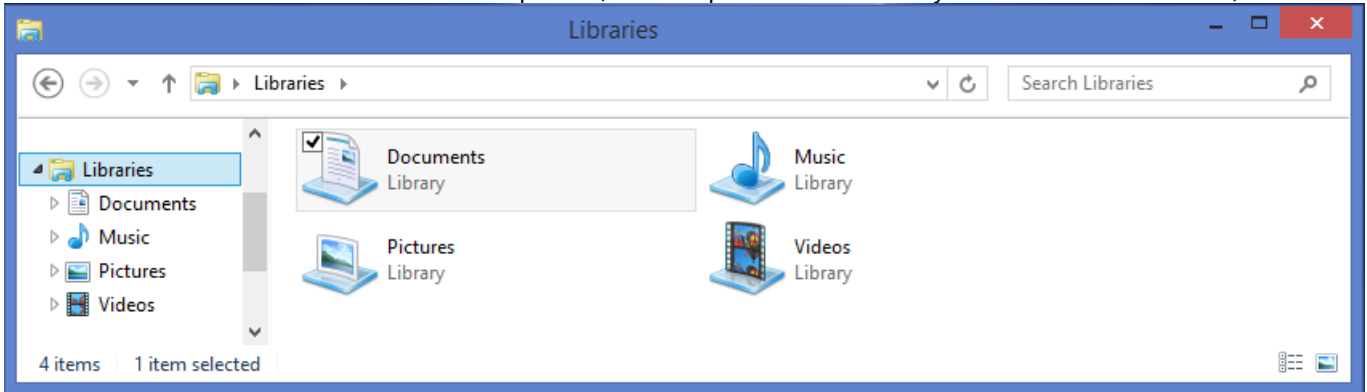 Libraries
Libraries
Search Libraries
Libraries
Documents
Music
Pictures
Videos
Documents
Library
Music
Library
Pictures
Library
Videos
Library
4 items
1 item selected